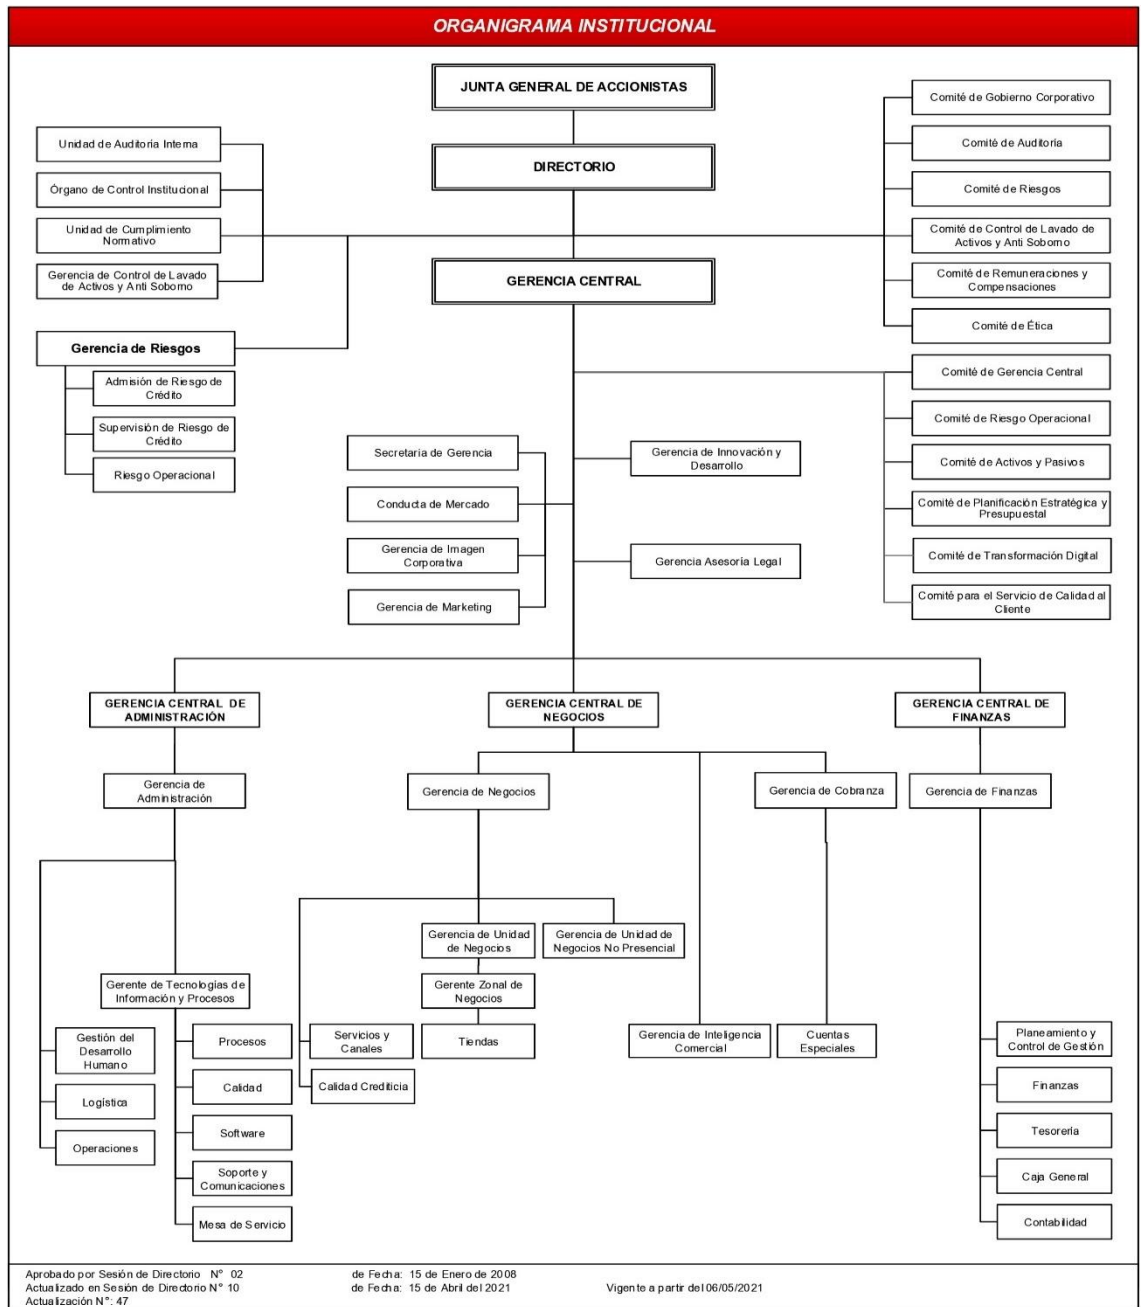 ORGANIGRAMA INSTITUCIONAL
JUNTA GENERAL DE ACCIONISTAS
DIRECTORIO
GERENCIA CENTRAL
Unidad de Auditoría Interna
Órgano de Control Institucional
Unidad de Cumplimiento
Normativo
Gerencia de Control de Lavado
de Activos y Anti Soborno
Gerencia de Riesgos
Admisión de Riesgo de
Crédito
Supervisión de Riesgo de
Crédito
Riesgo Operacional
Comité de Gobierno Corporativo
Comité de Auditoría
Comité de Riesgos
Comité de Control de Lavado de
Activos y Anti Soborno
Comité de Remuneraciones y
Compensaciones
Comité de Ética
Comité de Gerencia Central
Comité de Riesgo Operacional
Comité de Activos y Pasivos
Comité de Planificación Estratégica y
Presupuestal
Comité de Transformación Digital
Comité para el Servicio de Calidad al
Cliente
Secretaria de Gerencia
Conducta de Mercado
Gerencia de Imagen
Corporativa
Gerencia de Marketing
Gerencia de Innovación y
Desarrollo
Gerencia Asesoría Legal
GERENCIA CENTRAL DE
ADMINISTRACIÓN
GERENCIA CENTRAL DE
NEGOCIOS
GERENCIA CENTRAL DE
FINANZAS
Gerencia de
Administración
Gerencia de Negocios
Gerencia de Cobranza
Gerencia de Finanzas
Gerencia de Unidad
de Negocios
Gerencia de Unidad de
Negocios No Presencial
Gerente de Tecnologías de
Información y Procesos
Gerente Zonal de
Negocios
Gestión del
Desarrollo
Humano
Logística
Operaciones
Procesos
Calidad
Software
Soporte y
Comunicaciones
Mesa de Servicio
Servicios y
Canales
Calidad Crediticia
Tiendas
Gerencia de Inteligencia
Comercial
Cuentas
Especiales
Planeamiento y
Control de Gestión
Finanzas
Tesorería
Caja General
Contabilidad
Aprobado por Sesión de Directorio N° 02 de Fecha: 15 de Enero de 2008
Actualizado en Sesión de Directorio N° 10 de Fecha: 15 de Abril del 2021 Vigente a partir del 06/05/2021
Actualización N°: 47